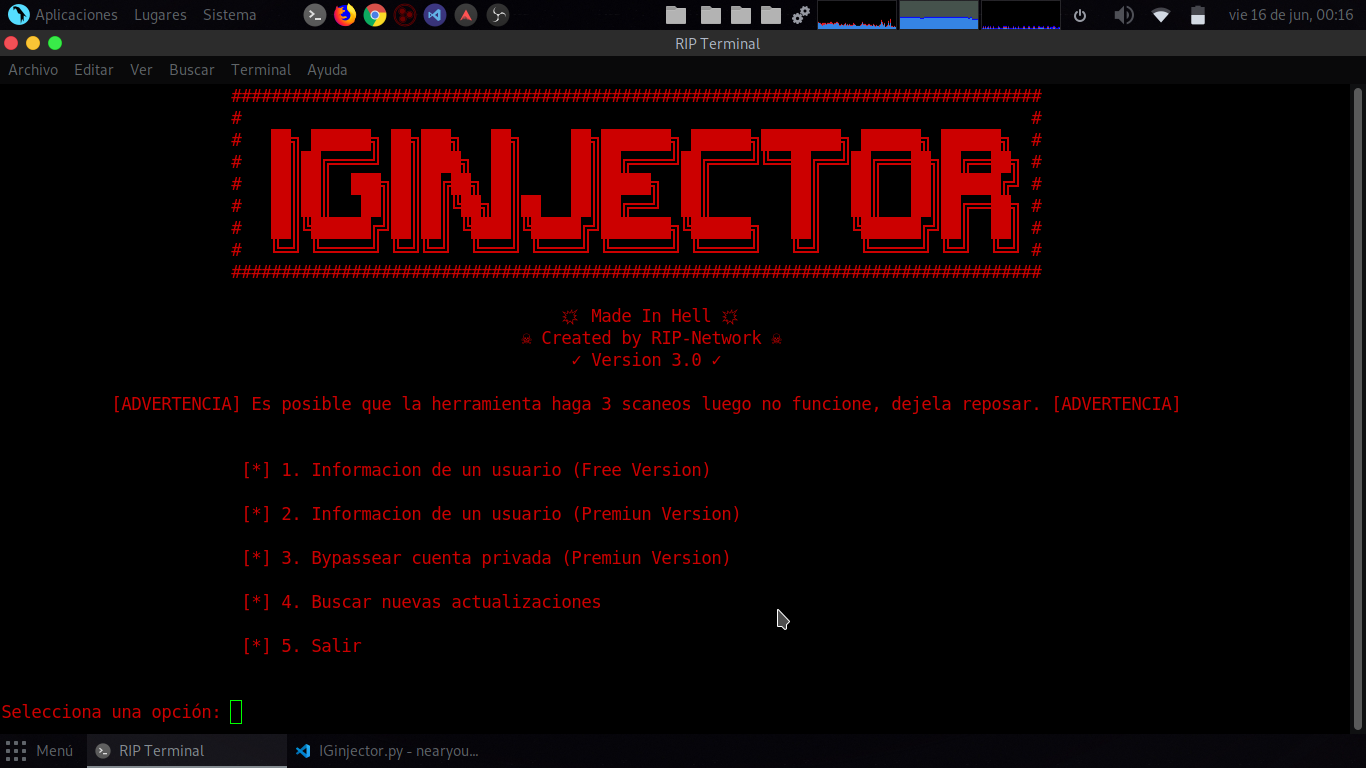 Aplicaciones Lugares Sistema vie 16 de jun, 00:16
RIP Terminal
Archivo Editar Ver Buscar Terminal Ayuda
#################################################################################
# #
# #
# #
# IGINJECTOR #
# #
# #
# #
#################################################################################
💥 Made In Hell 💥
☠ Created by RIP-Network ☠
✓ Version 3.0 ✓
[ADVERTENCIA] Es posible que la herramienta haga 3 scaneos luego no funcione, dejela reposar. [ADVERTENCIA]
[*] 1. Informacion de un usuario (Free Version)
[*] 2. Informacion de un usuario (Premiun Version)
[*] 3. Bypassear cuenta privada (Premiun Version)
[*] 4. Buscar nuevas actualizaciones
[*] 5. Salir
Selecciona una opción:
Menú RIP Terminal IGinjector.py - nearyou...